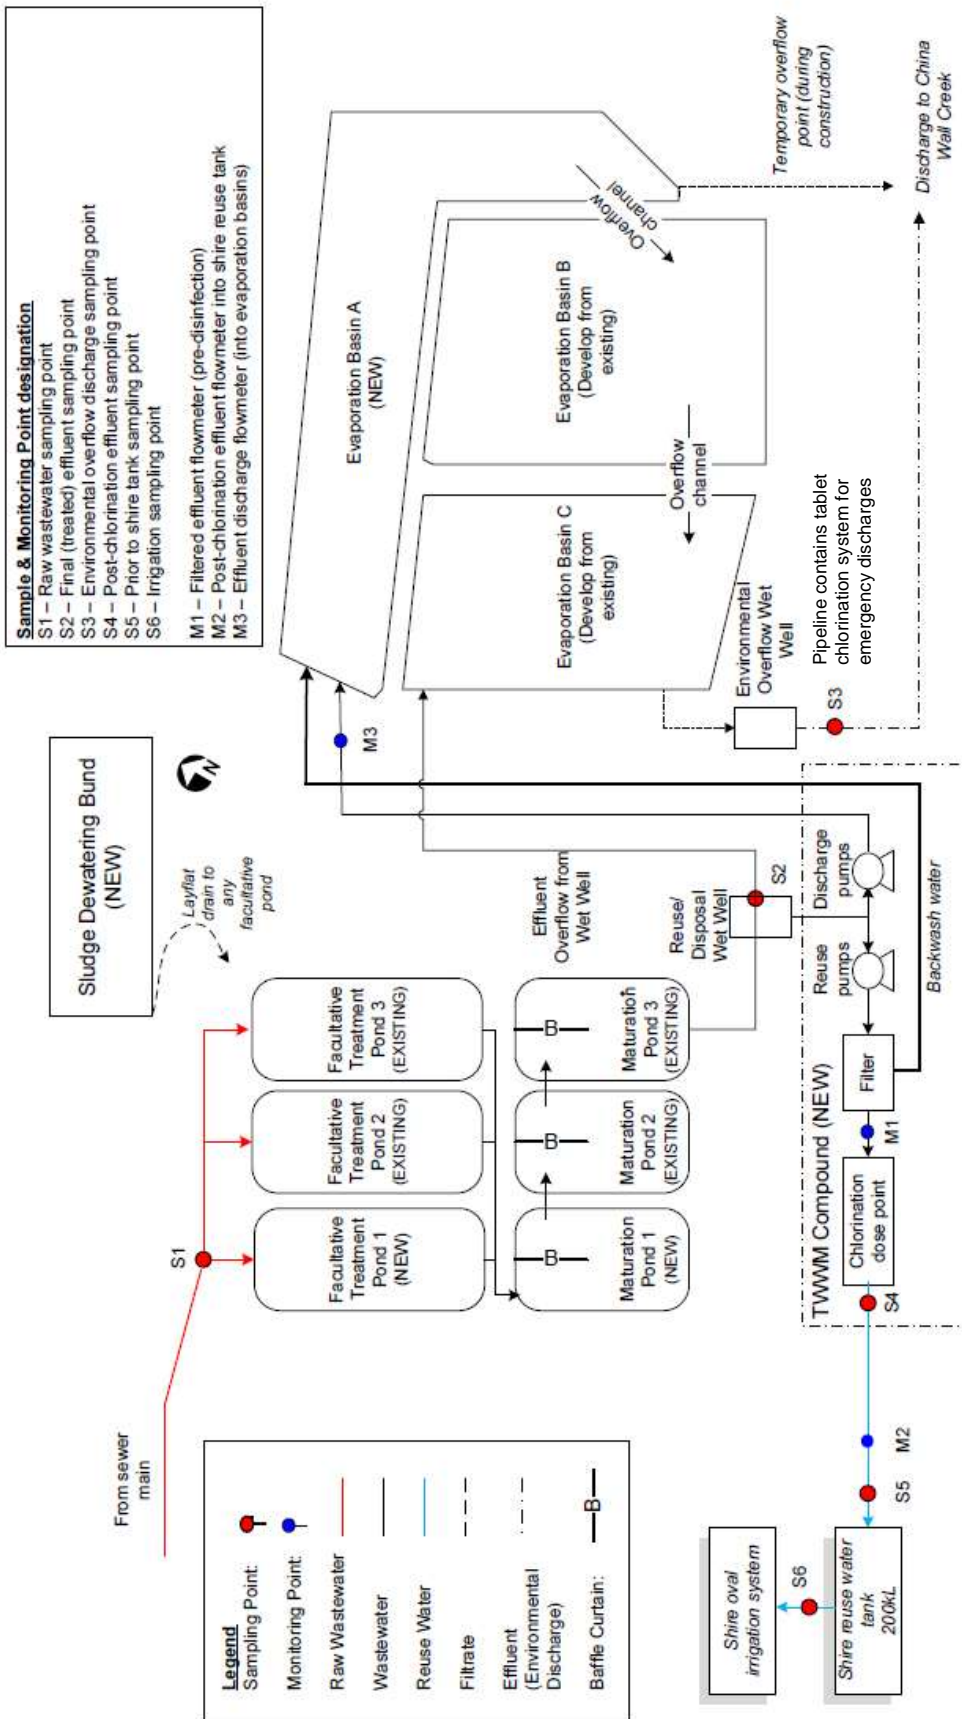 Sample & Monitoring Point designation
S1 – Raw wastewater sampling point
S2 – Final (treated) effluent sampling point
S3 – Environmental overflow discharge sampling point
S4 – Post-chlorination effluent sampling point
S5 – Prior to shire tank sampling point
S6 – Irrigation sampling point
M1 – Filtered effluent flowmeter (pre-disinfection)
M2 – Post-chlorination effluent flowmeter into shire reuse tank
M3 – Effluent discharge flowmeter (into evaporation basins)
Sludge Dewatering Bund
(NEW)
N
Layflat
drain to
any
facultative
pond
From sewer
main
S1
Facultative
Treatment
Pond 1
(NEW)
Facultative
Treatment
Pond 2
(EXISTING)
Facultative
Treatment
Pond 3
(EXISTING)
B
Maturation
Pond 1
(NEW)
B
Maturation
Pond 2
(EXISTING)
B
Maturation
Pond 3
(EXISTING)
Effluent
Overflow from
Wet Well
Reuse/
Disposal
Wet Well
S2
M3
Evaporation Basin A
(NEW)
Overflow
channel
Evaporation Basin B
(Develop from
existing)
Overflow
channel
Evaporation Basin C
(Develop from
existing)
Temporary overflow
point (during
construction)
Discharge to China
Wall Creek
Environmental
Overflow Wet
Well
S3
Pipeline contains tablet
chlorination system for
emergency discharges
TWWM Compound (NEW)
Discharge
pumps
Reuse
pumps
Filter
Backwash water
M1
Chlorination
dose point
S4
M2
S5
Shire reuse water
tank
200kL
S6
Shire oval
irrigation system
Legend
Sampling Point:
Monitoring Point:
Raw Wastewater
Wastewater
Reuse Water
Filtrate
Effluent
(Environmental
Discharge)
Baffle Curtain:
B